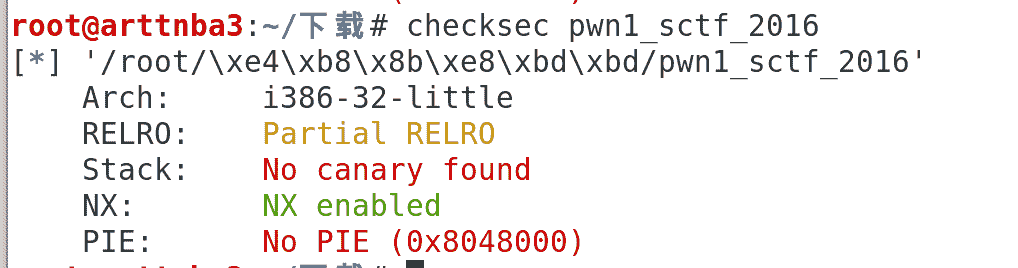 root@arttnba3:~/下载# checksec pwn1_sctf_2016
[*] '/root/\xe4\xb8\x8b\xe8\xbd\xbd/pwn1_sctf_2016'
Arch: i386-32-little
RELRO: Partial RELRO
Stack: No canary found
NX: NX enabled
PIE: No PIE (0x8048000)